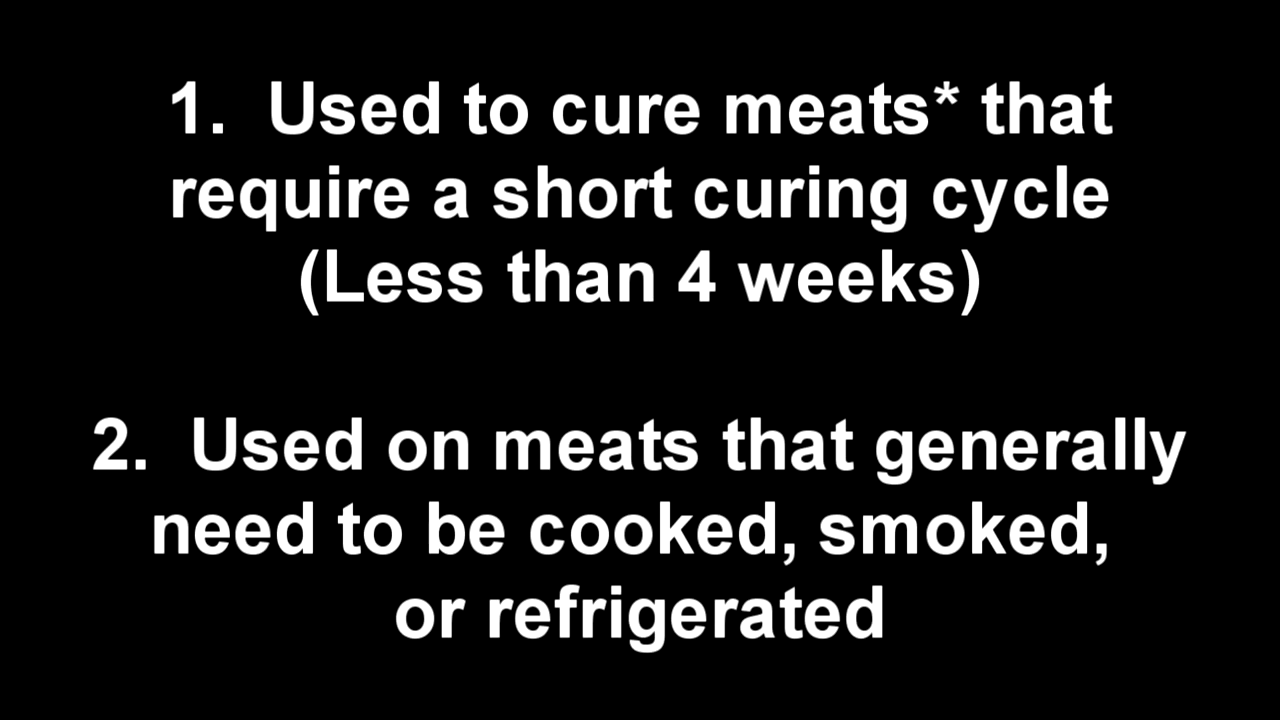 1.  Used to cure meats* that
require a short curing cycle
(Less than 4 weeks)
2.  Used on meats that generally
need to be cooked, smoked,
or refrigerated